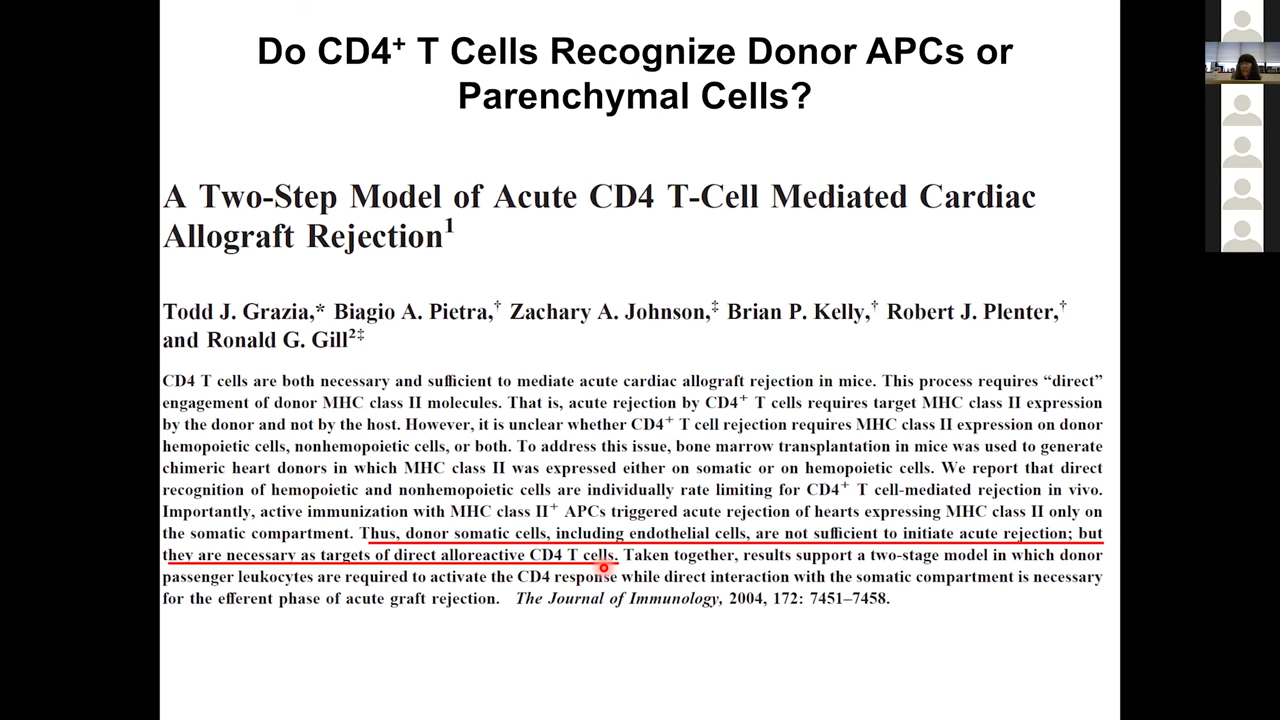 Do CD4+ T Cells Recognize Donor APCs or
Parenchymal Cells?
A Two-Step Model of Acute CD4 T-Cell Mediated Cardiac
Allograft Rejection1
Todd J. Grazia,* Biagio A. Pietra,† Zachary A. Johnson,‡ Brian P. Kelly,† Robert J. Plenter,†
and Ronald G. Gill2‡
CD4 T cells are both necessary and sufficient to mediate acute cardiac allograft rejection in mice. This process requires “direct”
engagement of donor MHC class II molecules. That is, acute rejection by CD4+ T cells requires target MHC class II expression
by the donor and not by the host. However, it is unclear whether CD4+ T cell rejection requires MHC class II expression on donor
hemopoietic cells, nonhemopoietic cells, or both. To address this issue, bone marrow transplantation in mice was used to generate
chimeric heart donors in which MHC class II was expressed either on somatic or on hemopoietic cells. We report that direct
recognition of hemopoietic and nonhemopoietic cells are individually rate limiting for CD4+ T cell-mediated rejection in vivo.
Importantly, active immunization with MHC class II+ APCs triggered acute rejection of hearts expressing MHC class II only on
the somatic compartment. Thus, donor somatic cells, including endothelial cells, are not sufficient to initiate acute rejection; but
they are necessary as targets of direct alloreactive CD4 T cells. Taken together, results support a two-stage model in which donor
passenger leukocytes are required to activate the CD4 response while direct interaction with the somatic compartment is necessary
for the efferent phase of acute graft rejection. The Journal of Immunology, 2004, 172: 7451–7458.